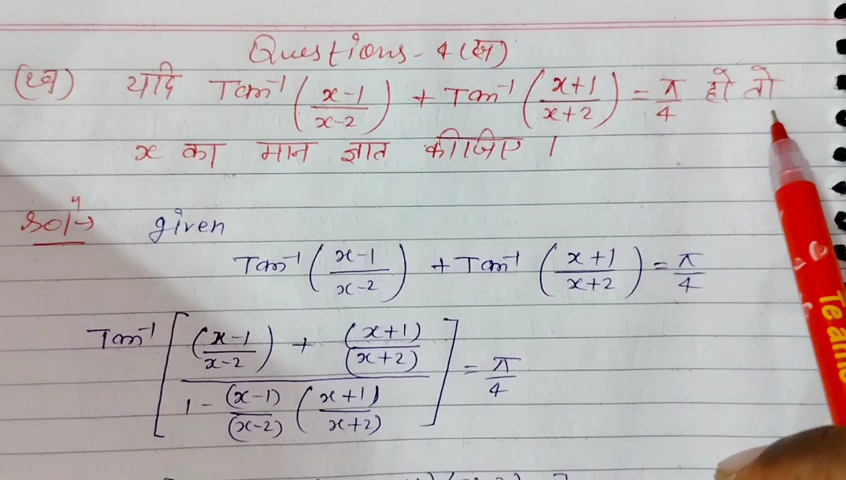 Questions - 4 (ख)
(ख) यदि Tan⁻¹ ( (x-1)/(x-2) ) + Tan⁻¹ ( (x+1)/(x+2) ) = π/4 हो तो
x का मान ज्ञात कीजिए ।
Solⁿ→ given
Tan⁻¹ ( (x-1)/(x-2) ) + Tan⁻¹ ( (x+1)/(x+2) ) = π/4
Tan⁻¹ [ ( ((x-1)/(x-2)) + ((x+1)/(x+2)) ) / ( 1 - ((x-1)/(x-2)) ((x+1)/(x+2)) ) ] = π/4